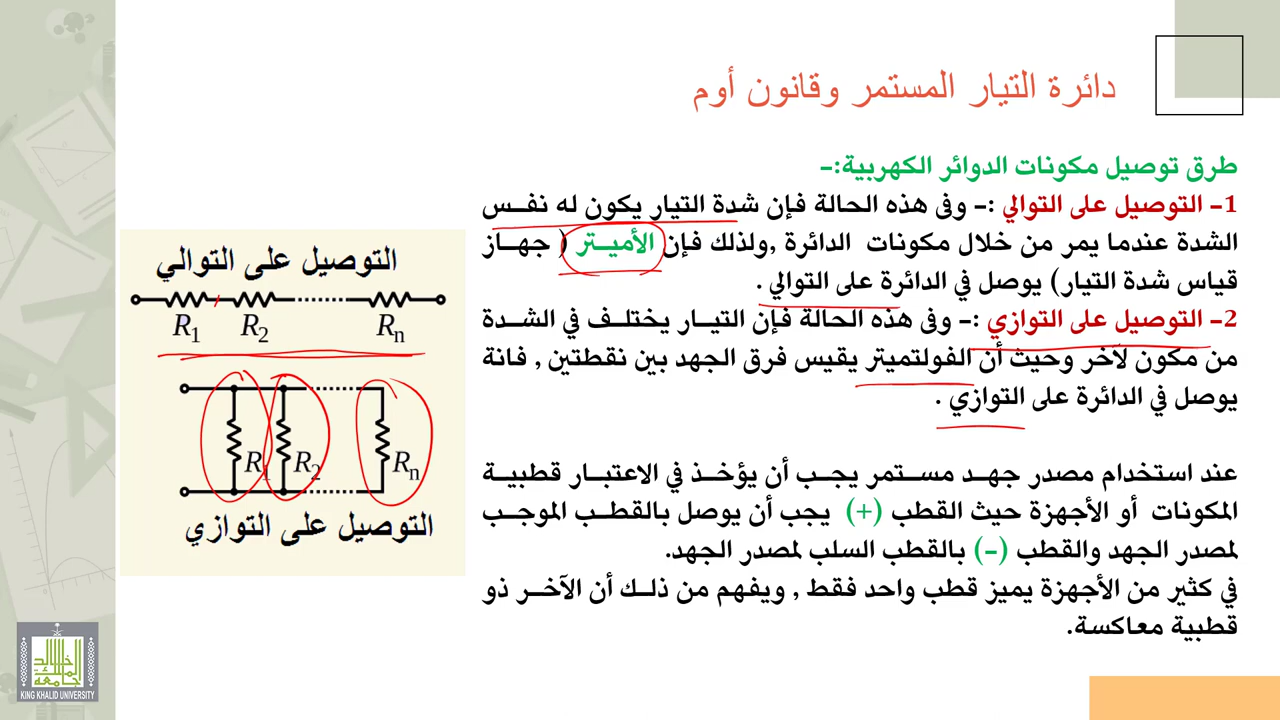 دائرة التيار المستمر وقانون أوم
طرق توصيل مكونات الدوائر الكهربية:-
1- التوصيل على التوالي :- وفى هذه الحالة فإن شدة التيار يكون له نفس
الشدة عندما يمر من خلال مكونات الدائرة ,ولذلك فإن الأميتر ( جهاز
قياس شدة التيار) يوصل في الدائرة على التوالي .
2- التوصيل على التوازي :- وفى هذه الحالة فإن التيار يختلف في الشدة
من مكون لآخر وحيث أن الفولتميتر يقيس فرق الجهد بين نقطتين , فانة
يوصل في الدائرة على التوازي .
عند استخدام مصدر جهد مستمر يجب أن يؤخذ في الاعتبار قطبية
المكونات أو الأجهزة حيث القطب (+) يجب أن يوصل بالقطب الموجب
لمصدر الجهد والقطب (-) بالقطب السلب لمصدر الجهد.
في كثير من الأجهزة يميز قطب واحد فقط , ويفهم من ذلك أن الآخر ذو
قطبية معاكسة.
التوصيل على التوالي
R1 R2 Rn
R1 R2 Rn
التوصيل على التوازي
جامعة الملك خالد
KING KHALID UNIVERSITY